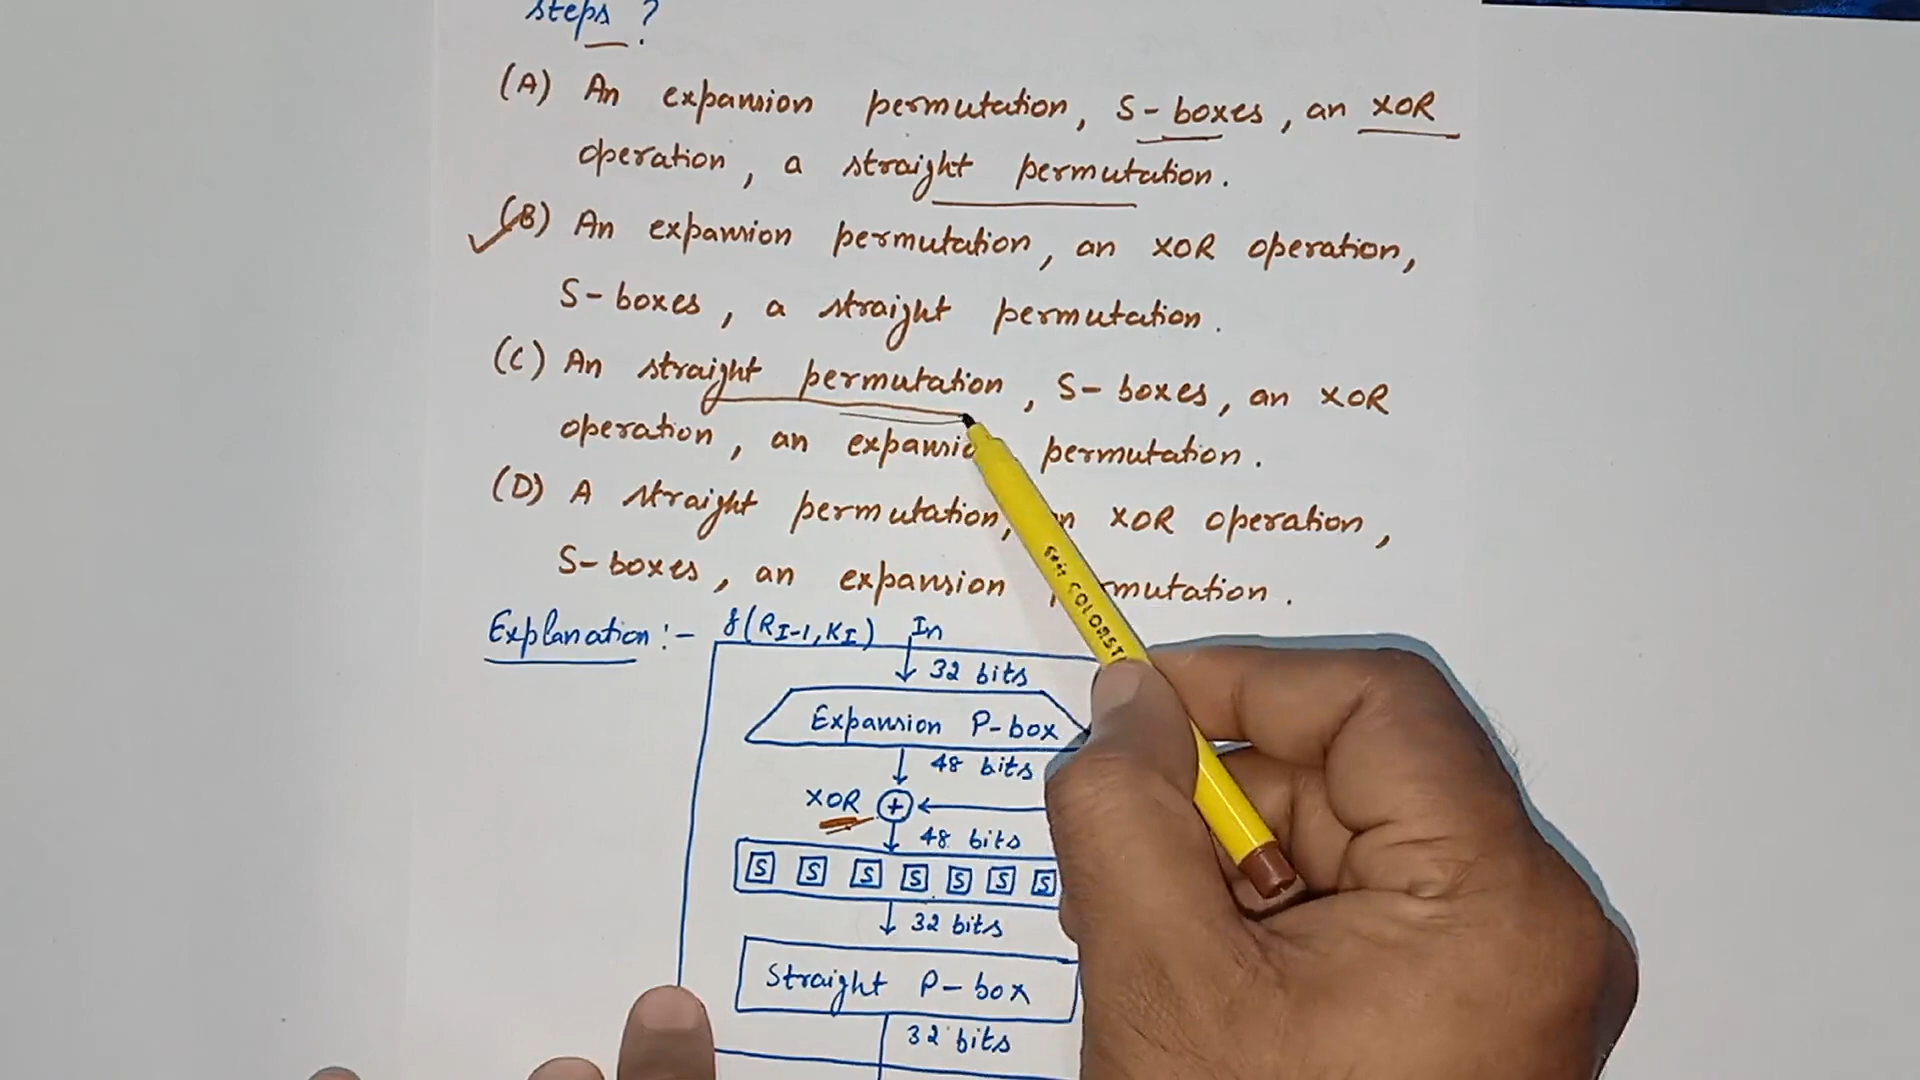 steps ?
(A) An expansion permutation, S-boxes, an XOR
operation, a straight permutation.
(B) An expansion permutation, an XOR operation,
S-boxes, a straight permutation.
(C) An straight permutation, S-boxes, an XOR
operation, an permutation.
(D) A straight permutation, XOR operation,
S-boxes, an expansion
Explanation :- f(RI-1, KI) In
32 bits
Expansion P-box
48 bits
XOR +
48 bits
S S S S S S S
32 bits
Straight P-box
32 bits